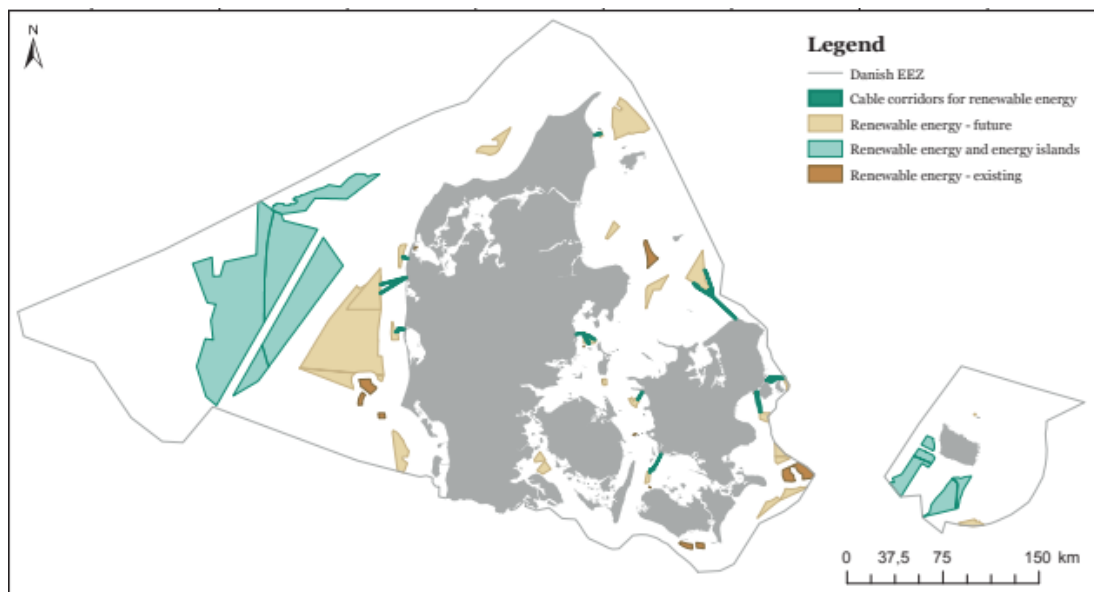 N
Legend
Danish EEZ
Cable corridors for renewable energy
Renewable energy - future
Renewable energy and energy islands
Renewable energy - existing
0 37,5 75 150 km